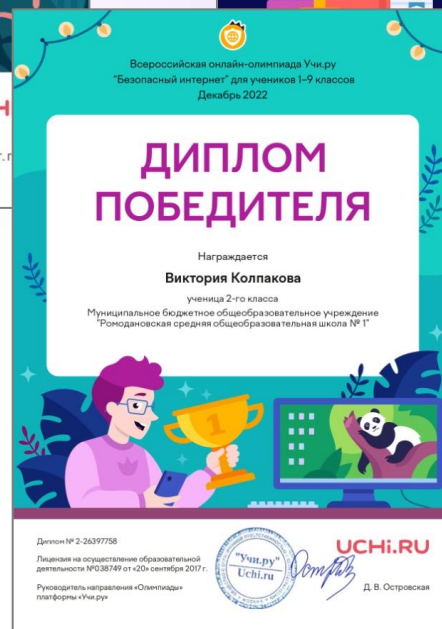 Всероссийская онлайн-олимпиада Учи.ру
"Безопасный интернет" для учеников 1–9 классов
Декабрь 2022
ДИПЛОМ
ПОБЕДИТЕЛЯ
Награждается
Виктория Колпакова
ученица 2-го класса
Муниципальное бюджетное общеобразовательное учреждение
"Ромодановская средняя общеобразовательная школа № 1"
1
Диплом № 2-26397758
Лицензия на осуществление образовательной
деятельности №038749 от «20» сентября 2017 г.
Руководитель направления «Олимпиады»
платформы «Учи.ру»
"Учи.ру"
Uchi.ru
UCHi.RU
Д. В. Островская